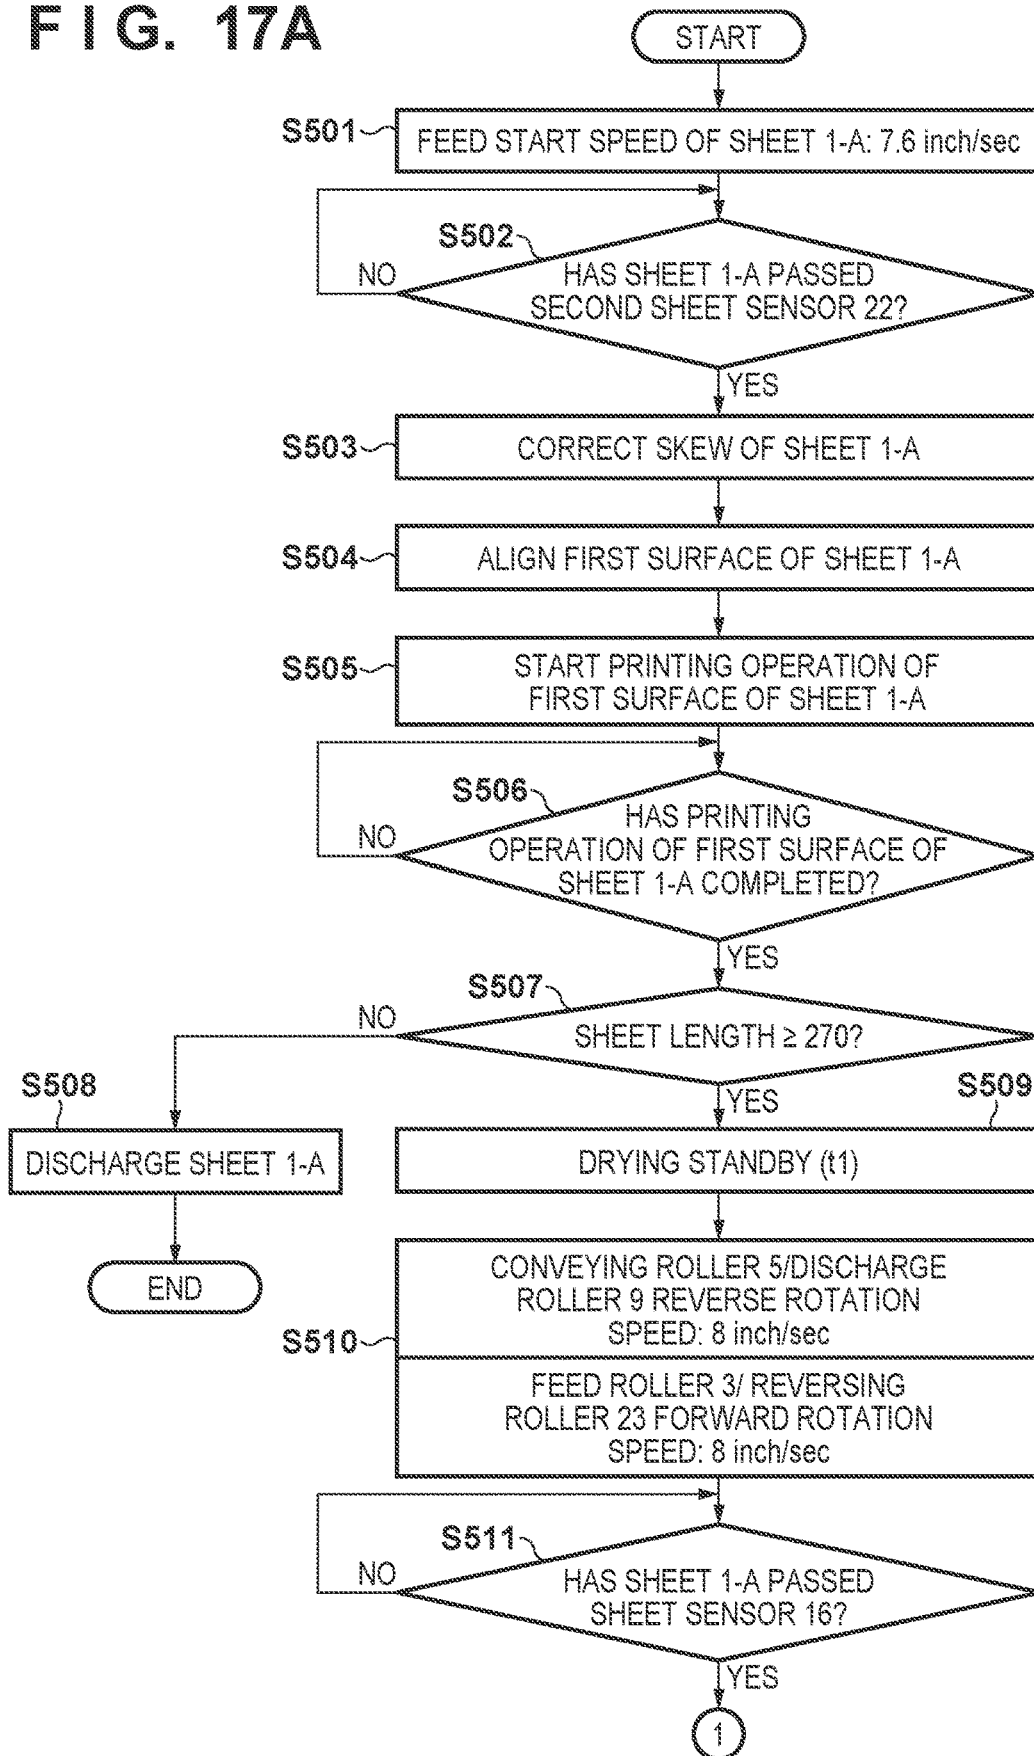 FIG. 17A
START
S501
FEED START SPEED OF SHEET 1-A: 7.6 inch/sec
S502
NO
HAS SHEET 1-A PASSED
SECOND SHEET SENSOR 22?
YES
S503
CORRECT SKEW OF SHEET 1-A
S504
ALIGN FIRST SURFACE OF SHEET 1-A
S505
START PRINTING OPERATION OF
FIRST SURFACE OF SHEET 1-A
S506
NO
HAS PRINTING
OPERATION OF FIRST SURFACE OF
SHEET 1-A COMPLETED?
YES
S507
NO
SHEET LENGTH ≥ 270?
YES
S508
DISCHARGE SHEET 1-A
END
S509
DRYING STANDBY (t1)
S510
CONVEYING ROLLER 5/DISCHARGE
ROLLER 9 REVERSE ROTATION
SPEED: 8 inch/sec
FEED ROLLER 3/ REVERSING
ROLLER 23 FORWARD ROTATION
SPEED: 8 inch/sec
S511
NO
HAS SHEET 1-A PASSED
SHEET SENSOR 16?
YES
1